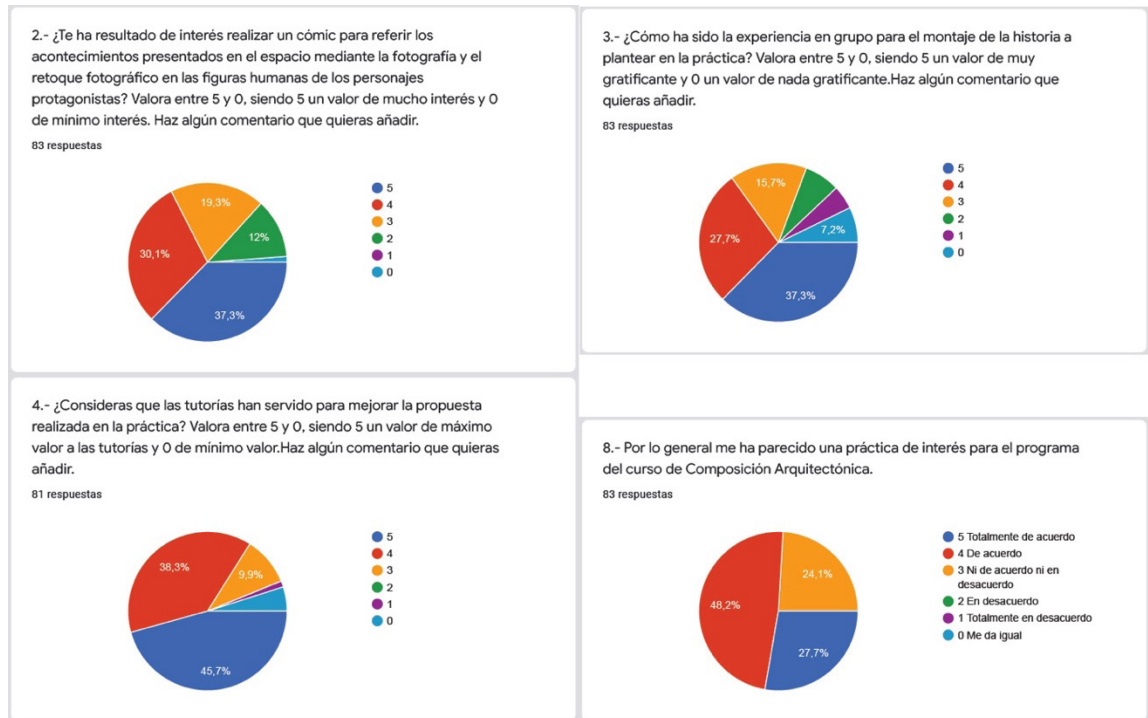 2.- ¿Te ha resultado de interés realizar un cómic para referir los
acontecimientos presentados en el espacio mediante la fotografía y el
retoque fotográfico en las figuras humanas de los personajes
protagonistas? Valora entre 5 y 0, siendo 5 un valor de mucho interés y 0
de mínimo interés. Haz algún comentario que quieras añadir.
83 respuestas
19,3%
12%
30,1%
37,3%
5
4
3
2
1
0
3.- ¿Cómo ha sido la experiencia en grupo para el montaje de la historia a
plantear en la práctica? Valora entre 5 y 0, siendo 5 un valor de muy
gratificante y 0 un valor de nada gratificante.Haz algún comentario que
quieras añadir.
83 respuestas
15,7%
27,7%
7,2%
37,3%
5
4
3
2
1
0
4.- ¿Consideras que las tutorías han servido para mejorar la propuesta
realizada en la práctica? Valora entre 5 y 0, siendo 5 un valor de máximo
valor a las tutorías y 0 de mínimo valor.Haz algún comentario que quieras
añadir.
81 respuestas
38,3%
9,9%
45,7%
5
4
3
2
1
0
8.- Por lo general me ha parecido una práctica de interés para el programa
del curso de Composición Arquitectónica.
83 respuestas
24,1%
48,2%
27,7%
5 Totalmente de acuerdo
4 De acuerdo
3 Ni de acuerdo ni en
desacuerdo
2 En desacuerdo
1 Totalmente en desacuerdo
0 Me da igual